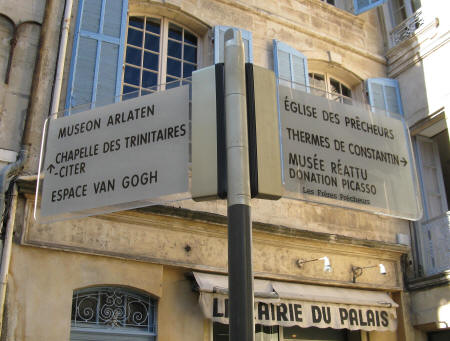 MUSEON ARLATEN
CHAPELLE DES TRINITAIRES
-CITER
ESPACE VAN GOGH
ÉGLISE DES PRÊCHEURS
THERMES DE CONSTANTIN
MUSÉE RÉATTU
DONATION PICASSO
Les Frères Prêcheurs
LIBRAIRIE DU PALAIS